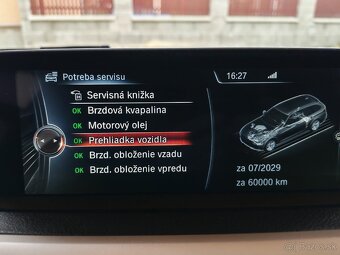 Potreba servisu
16:27
Servisná knižka
OK Brzdová kvapalina
OK Motorový olej
OK Prehliadka vozidla
OK Brzd. obloženie vzadu
OK Brzd. obloženie vpredu
za 07/2029
za 60000 km